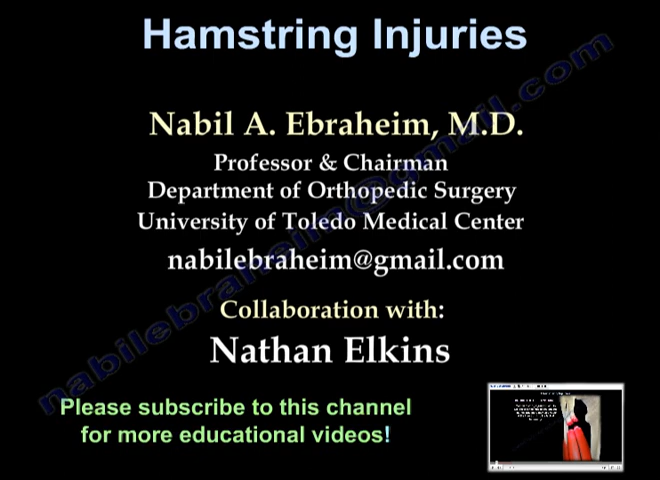 Hamstring Injuries
Nabil A. Ebraheim, M.D.
Professor & Chairman
Department of Orthopedic Surgery
University of Toledo Medical Center
nabilebraheim@gmail.com
Collaboration with:
Nathan Elkins
Please subscribe to this channel
for more educational videos!
nabilebraheim@gmail.com